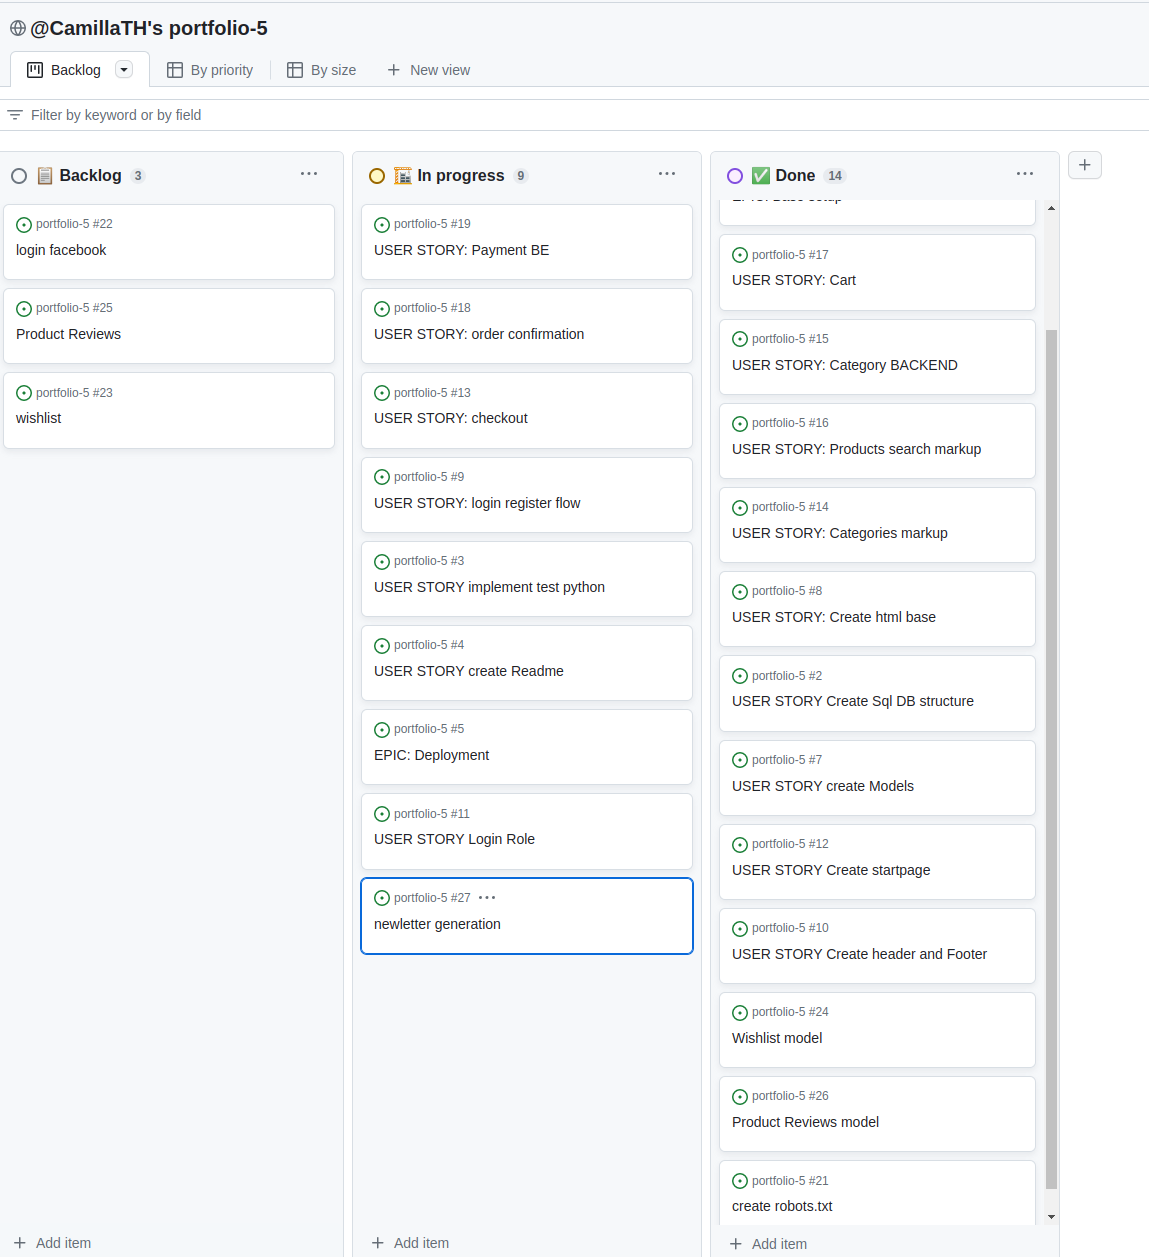 @CamillaTH's portfolio-5
Backlog
By priority
By size
New view
Filter by keyword or by field
Backlog 3
portfolio-5 #22
login facebook
portfolio-5 #25
Product Reviews
portfolio-5 #23
wishlist
Add item
In progress 9
portfolio-5 #19
USER STORY: Payment BE
portfolio-5 #18
USER STORY: order confirmation
portfolio-5 #13
USER STORY: checkout
portfolio-5 #9
USER STORY: login register flow
portfolio-5 #3
USER STORY implement test python
portfolio-5 #4
USER STORY create Readme
portfolio-5 #5
EPIC: Deployment
portfolio-5 #11
USER STORY Login Role
portfolio-5 #27
newletter generation
Add item
Done 14
EPIC: Base setup
portfolio-5 #17
USER STORY: Cart
portfolio-5 #15
USER STORY: Category BACKEND
portfolio-5 #16
USER STORY: Products search markup
portfolio-5 #14
USER STORY: Categories markup
portfolio-5 #8
USER STORY: Create html base
portfolio-5 #2
USER STORY Create Sql DB structure
portfolio-5 #7
USER STORY create Models
portfolio-5 #12
USER STORY Create startpage
portfolio-5 #10
USER STORY Create header and Footer
portfolio-5 #24
Wishlist model
portfolio-5 #26
Product Reviews model
portfolio-5 #21
create robots.txt
Add item